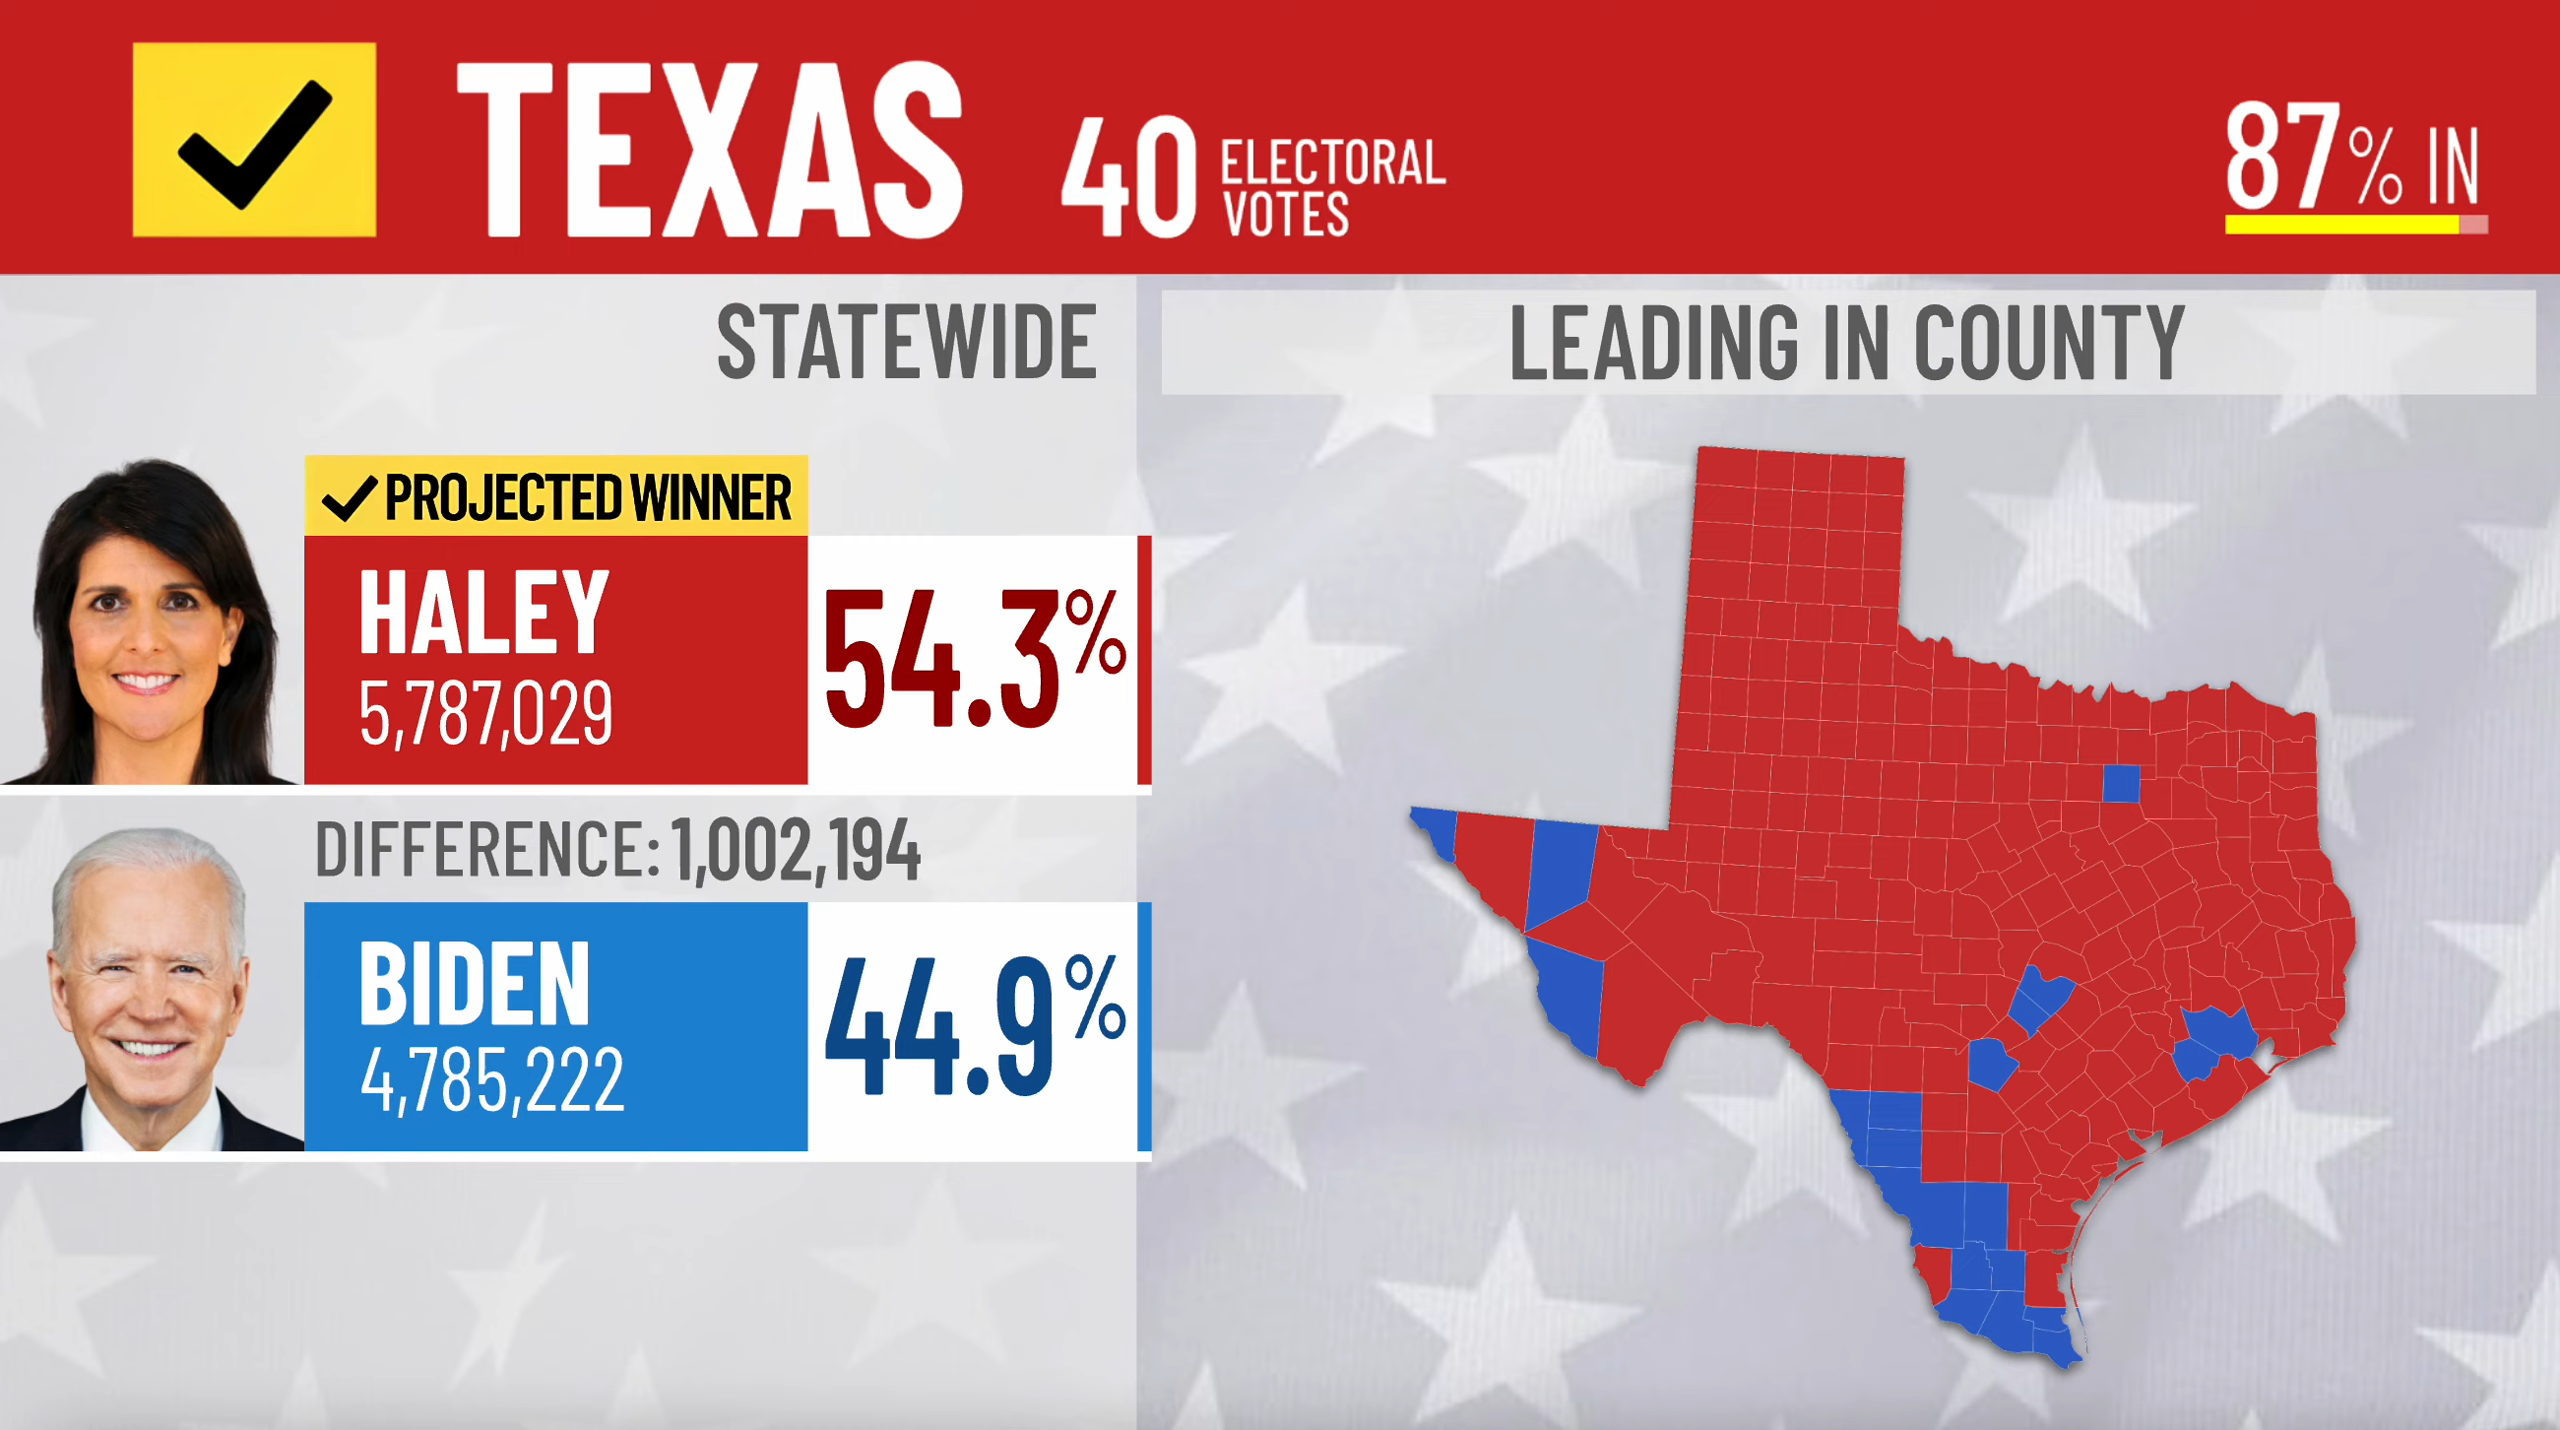 TEXAS
40 ELECTORAL
VOTES
87% IN
STATEWIDE
LEADING IN COUNTY
PROJECTED WINNER
HALEY
5,787,029
54.3%
DIFFERENCE: 1,002,194
BIDEN
4,785,222
44.9%